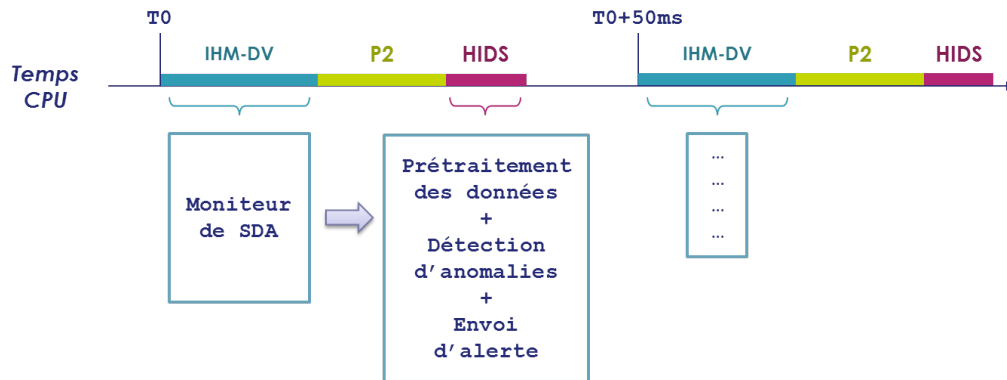 T0
T0+50ms
IHM-DV
P2
HIDS
IHM-DV
P2
HIDS
Temps
CPU
Moniteur
de SDA
Prétraitement
des données
+
Détection
d'anomalies
+
Envoi
d'alerte
…
…
…
…